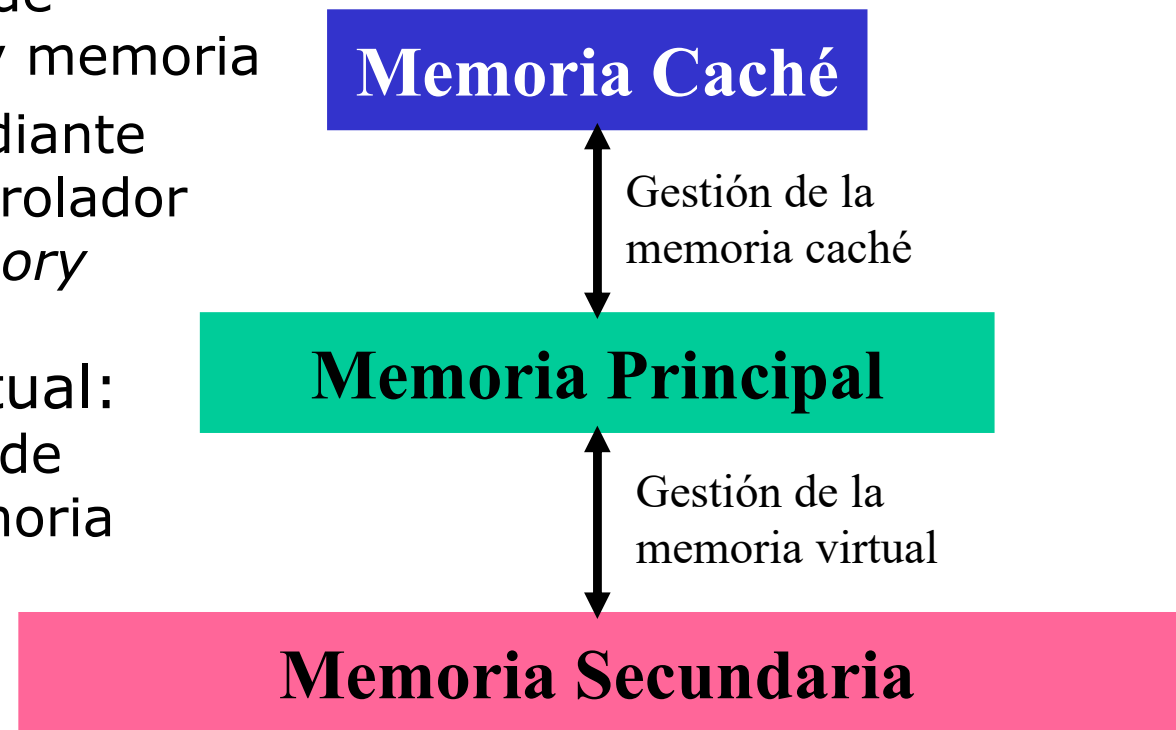 de
y memoria
diante
rolador
ory
tual:
de
noria
Memoria Caché
Gestión de la
memoria caché
Memoria Principal
Gestión de la
memoria virtual
Memoria Secundaria